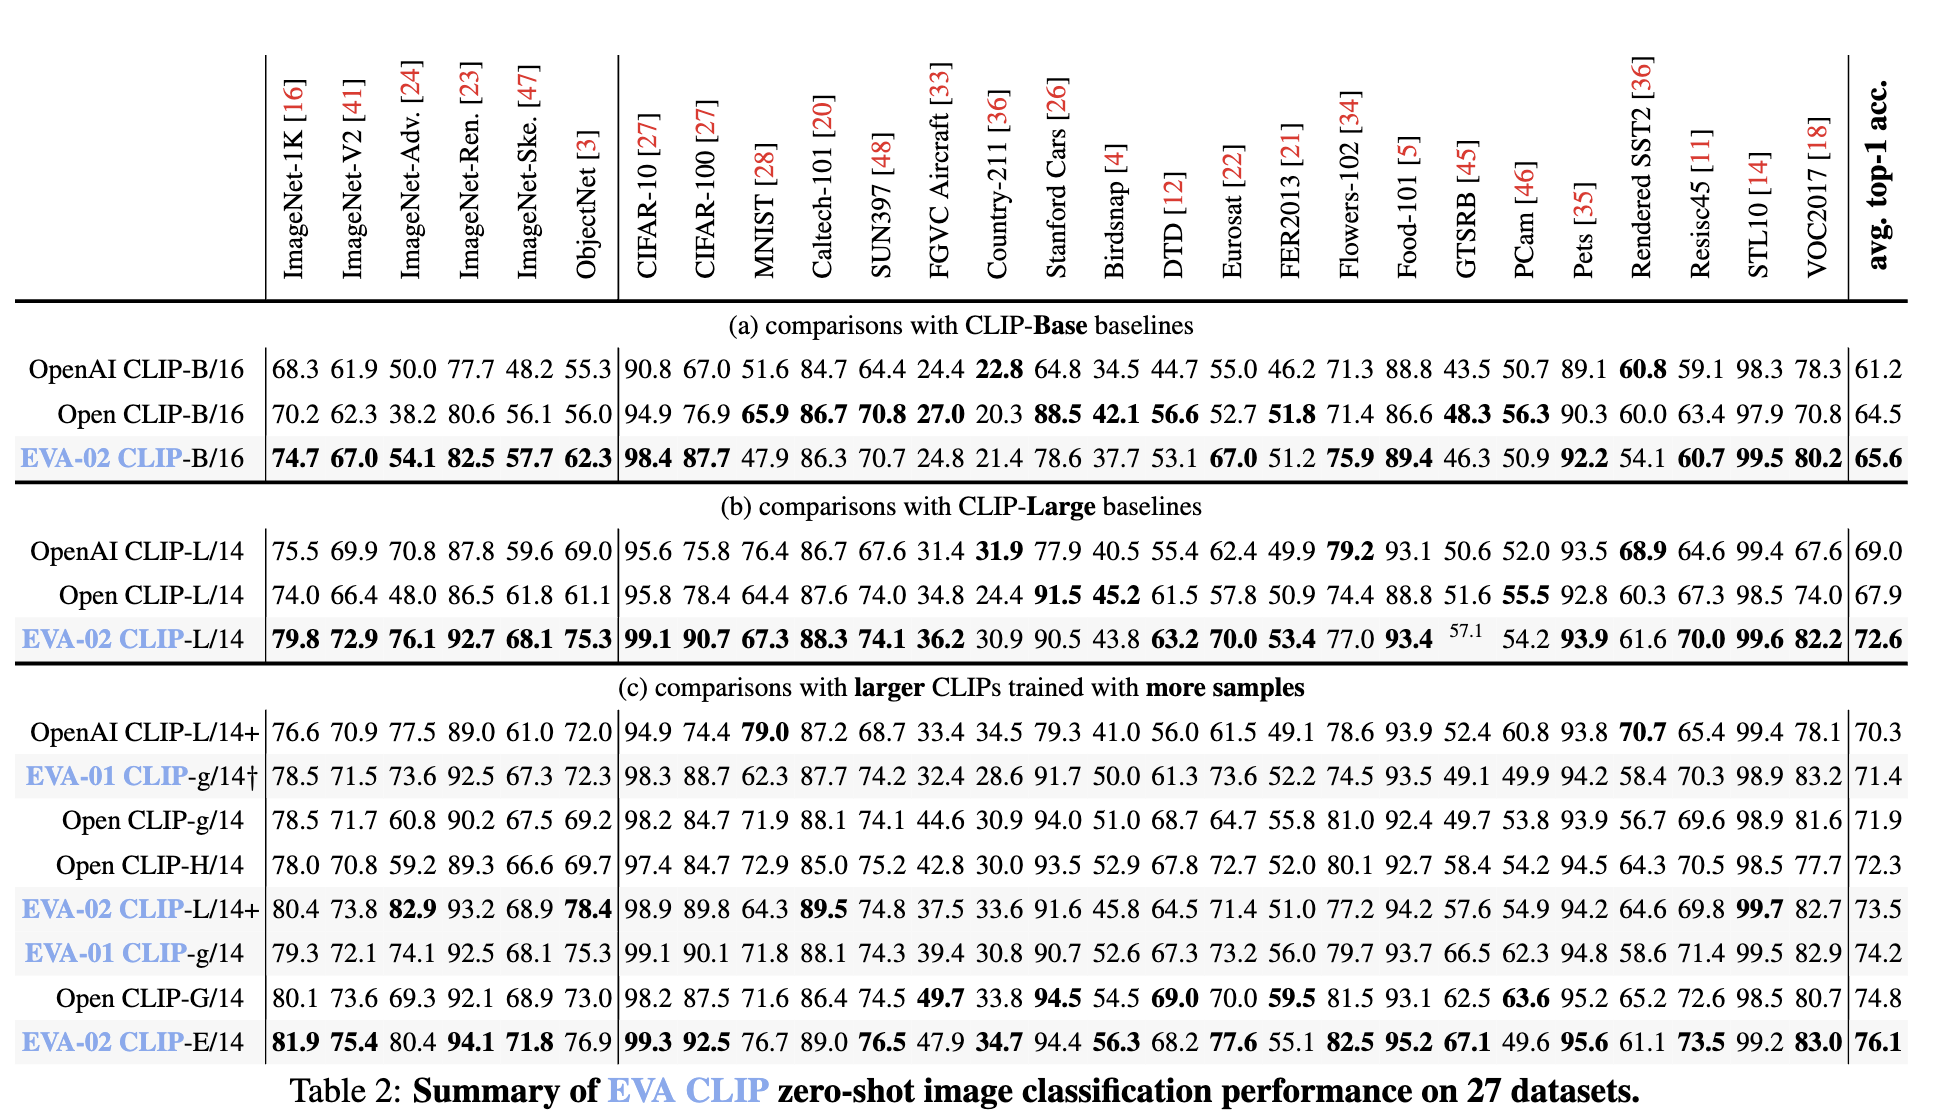 ImageNet-1K [16] ImageNet-V2 [41] ImageNet-Adv. [24] ImageNet-Ren. [23] ImageNet-Ske. [47] ObjectNet [3] CIFAR-10 [27] CIFAR-100 [27] MNIST [28] Caltech-101 [20] SUN397 [48] FGVC Aircraft [33] Country-211 [36] Stanford Cars [26] Birdsnap [4] DTD [12] Eurosat [22] FER2013 [21] Flowers-102 [34] Food-101 [5] GTSRB [45] PCam [46] Pets [35] Rendered SST2 [36] Resisc45 [11] STL10 [14] VOC2017 [18] avg. top-1 acc.
(a) comparisons with CLIP-Base baselines
OpenAI CLIP-B/16 68.3 61.9 50.0 77.7 48.2 55.3 90.8 67.0 51.6 84.7 64.4 24.4 22.8 64.8 34.5 44.7 55.0 46.2 71.3 88.8 43.5 50.7 89.1 60.8 59.1 98.3 78.3 61.2
Open CLIP-B/16 70.2 62.3 38.2 80.6 56.1 56.0 94.9 76.9 65.9 86.7 70.8 27.0 20.3 88.5 42.1 56.6 52.7 51.8 71.4 86.6 48.3 56.3 90.3 60.0 63.4 97.9 70.8 64.5
EVA-02 CLIP-B/16 74.7 67.0 54.1 82.5 57.7 62.3 98.4 87.7 47.9 86.3 70.7 24.8 21.4 78.6 37.7 53.1 67.0 51.2 75.9 89.4 46.3 50.9 92.2 54.1 60.7 99.5 80.2 65.6
(b) comparisons with CLIP-Large baselines
OpenAI CLIP-L/14 75.5 69.9 70.8 87.8 59.6 69.0 95.6 75.8 76.4 86.7 67.6 31.4 31.9 77.9 40.5 55.4 62.4 49.9 79.2 93.1 50.6 52.0 93.5 68.9 64.6 99.4 67.6 69.0
Open CLIP-L/14 74.0 66.4 48.0 86.5 61.8 61.1 95.8 78.4 64.4 87.6 74.0 34.8 24.4 91.5 45.2 61.5 57.8 50.9 74.4 88.8 51.6 55.5 92.8 60.3 67.3 98.5 74.0 67.9
EVA-02 CLIP-L/14 79.8 72.9 76.1 92.7 68.1 75.3 99.1 90.7 67.3 88.3 74.1 36.2 30.9 90.5 43.8 63.2 70.0 53.4 77.0 93.4 57.1 54.2 93.9 61.6 70.0 99.6 82.2 72.6
(c) comparisons with larger CLIPs trained with more samples
OpenAI CLIP-L/14+ 76.6 70.9 77.5 89.0 61.0 72.0 94.9 74.4 79.0 87.2 68.7 33.4 34.5 79.3 41.0 56.0 61.5 49.1 78.6 93.9 52.4 60.8 93.8 70.7 65.4 99.4 78.1 70.3
EVA-01 CLIP-g/14† 78.5 71.5 73.6 92.5 67.3 72.3 98.3 88.7 62.3 87.7 74.2 32.4 28.6 91.7 50.0 61.3 73.6 52.2 74.5 93.5 49.1 49.9 94.2 58.4 70.3 98.9 83.2 71.4
Open CLIP-g/14 78.5 71.7 60.8 90.2 67.5 69.2 98.2 84.7 71.9 88.1 74.1 44.6 30.9 94.0 51.0 68.7 64.7 55.8 81.0 92.4 49.7 53.8 93.9 56.7 69.6 98.9 81.6 71.9
Open CLIP-H/14 78.0 70.8 59.2 89.3 66.6 69.7 97.4 84.7 72.9 85.0 75.2 42.8 30.0 93.5 52.9 67.8 72.7 52.0 80.1 92.7 58.4 54.2 94.5 64.3 70.5 98.5 77.7 72.3
EVA-02 CLIP-L/14+ 80.4 73.8 82.9 93.2 68.9 78.4 98.9 89.8 64.3 89.5 74.8 37.5 33.6 91.6 45.8 64.5 71.4 51.0 77.2 94.2 57.6 54.9 94.2 64.6 69.8 99.7 82.7 73.5
EVA-01 CLIP-g/14 79.3 72.1 74.1 92.5 68.1 75.3 99.1 90.1 71.8 88.1 74.3 39.4 30.8 90.7 52.6 67.3 73.2 56.0 79.7 93.7 66.5 62.3 94.8 58.6 71.4 99.5 82.9 74.2
Open CLIP-G/14 80.1 73.6 69.3 92.1 68.9 73.0 98.2 87.5 71.6 86.4 74.5 49.7 33.8 94.5 54.5 69.0 70.0 59.5 81.5 93.1 62.5 63.6 95.2 65.2 72.6 98.5 80.7 74.8
EVA-02 CLIP-E/14 81.9 75.4 80.4 94.1 71.8 76.9 99.3 92.5 76.7 89.0 76.5 47.9 34.7 94.4 56.3 68.2 77.6 55.1 82.5 95.2 67.1 49.6 95.6 61.1 73.5 99.2 83.0 76.1
Table 2: Summary of EVA CLIP zero-shot image classification performance on 27 datasets.